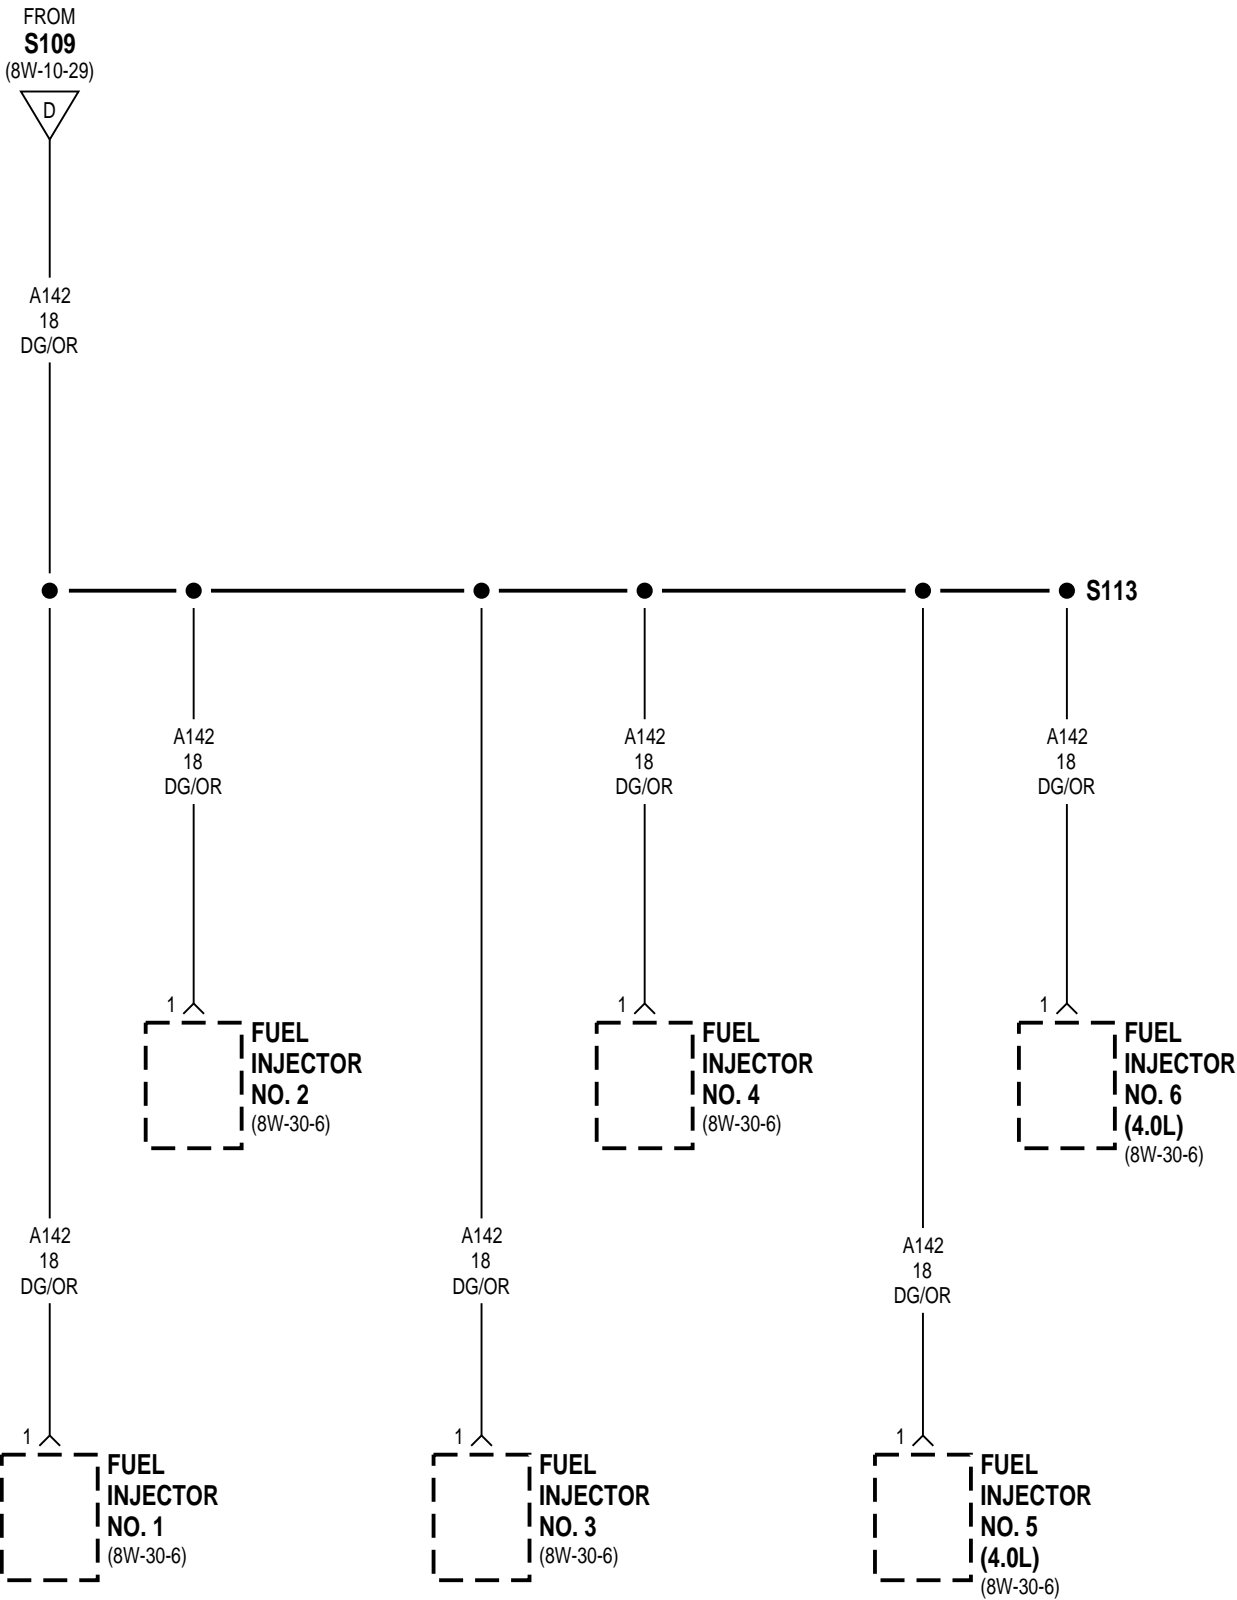 FROM
S109
(8W-10-29)
D
A142
18
DG/OR
S113
A142
18
DG/OR
A142
18
DG/OR
A142
18
DG/OR
1
FUEL
INJECTOR
NO. 2
(8W-30-6)
1
FUEL
INJECTOR
NO. 4
(8W-30-6)
1
FUEL
INJECTOR
NO. 6
(4.0L)
(8W-30-6)
A142
18
DG/OR
A142
18
DG/OR
A142
18
DG/OR
1
FUEL
INJECTOR
NO. 1
(8W-30-6)
1
FUEL
INJECTOR
NO. 3
(8W-30-6)
1
FUEL
INJECTOR
NO. 5
(4.0L)
(8W-30-6)